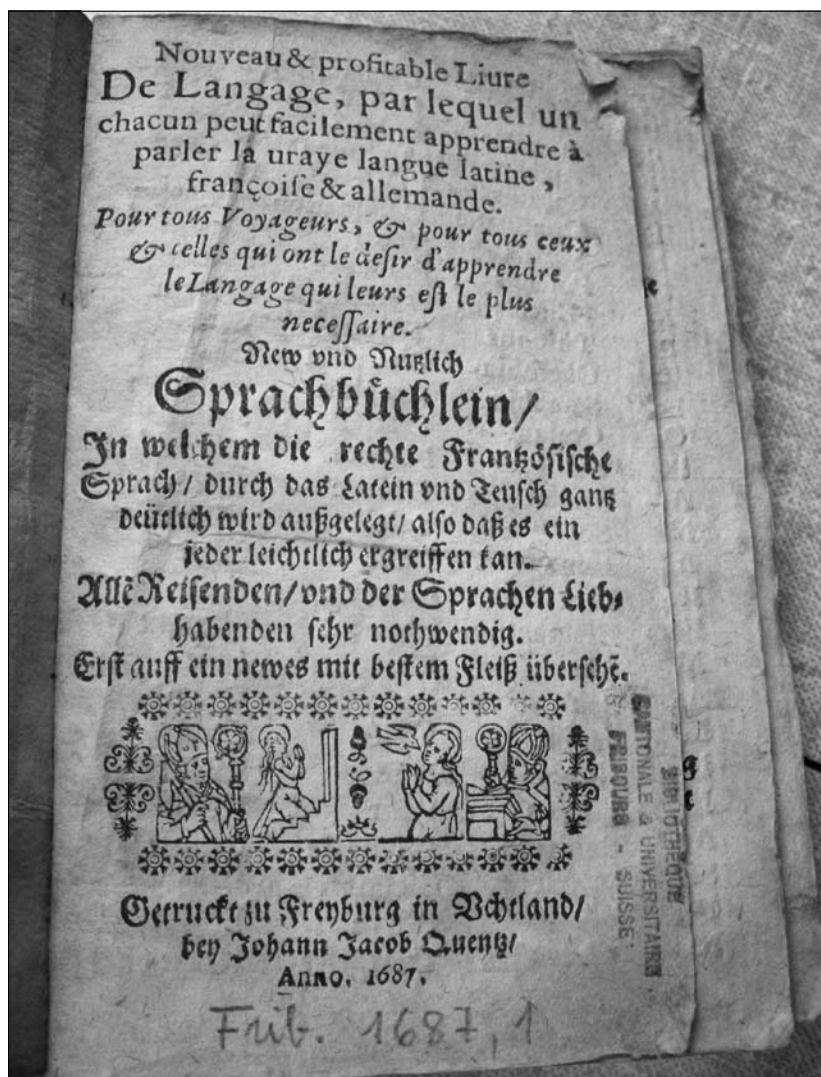 Nouveau & profitable Liure
De Langage, par lequel un
chacun peut facilement apprendre à
parler la uraye langue latine,
françoiſe & allemande.
Pour tous Voyageurs, & pour tous ceux
& celles qui ont le deſir d'apprendre
le Langage qui leurs eſt le plus
neceſſaire.
New vnd Nutzlich
Sprachbůchlein/
In welchem die rechte Frantzösische
Sprach/ durch das Latein vnd Teusch gantz
deütlich wird außgelegt/ also daß es ein
jeder leichtlich ergreiffen kan.
Allē Reisenden/ vnd der Sprachen Lieb-
habenden sehr nothwendig.
Erst auff ein newes mit bestem Fleiß übersehē.
Getruckt zu Freyburg in Vchtland/
bey Johann Jacob Quentz/
Anno. 1687.
Frib. 1687, 1
BIBLIOTHEQUE
CANTONALE & UNIVERSITAIRE
FRIBOURG - SUISSE